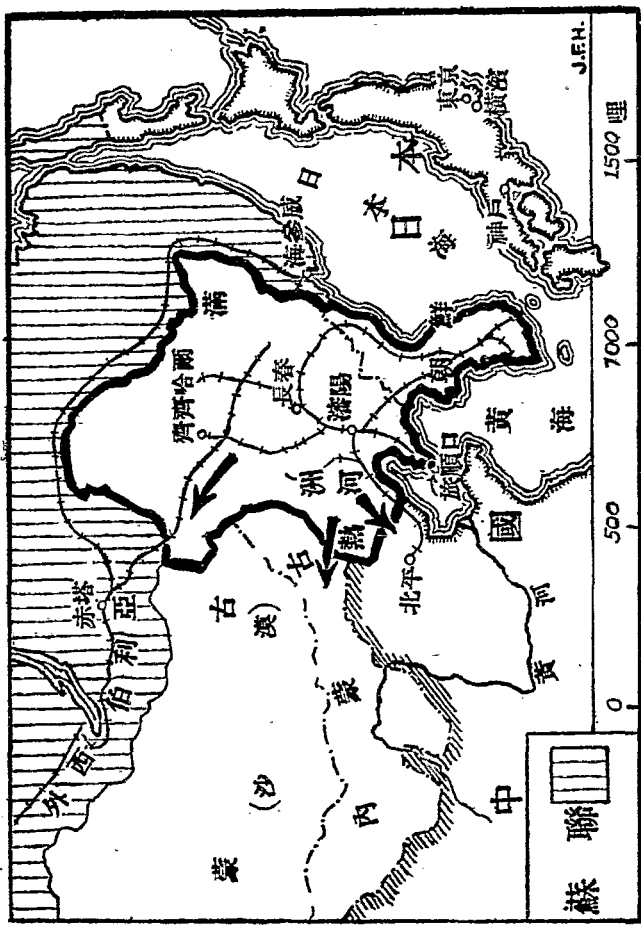 外西伯利亞
赤塔
蒙古
(沙漠)
內蒙古
滿洲
齊齊哈爾
長春
瀋陽
熱河
北平
旅順口
海參威
朝鮮
日本海
日本
東京
橫濱
神戶
黃海
黃河
中國
蘇聯
0 500 1000 1500 哩
J.F.H.